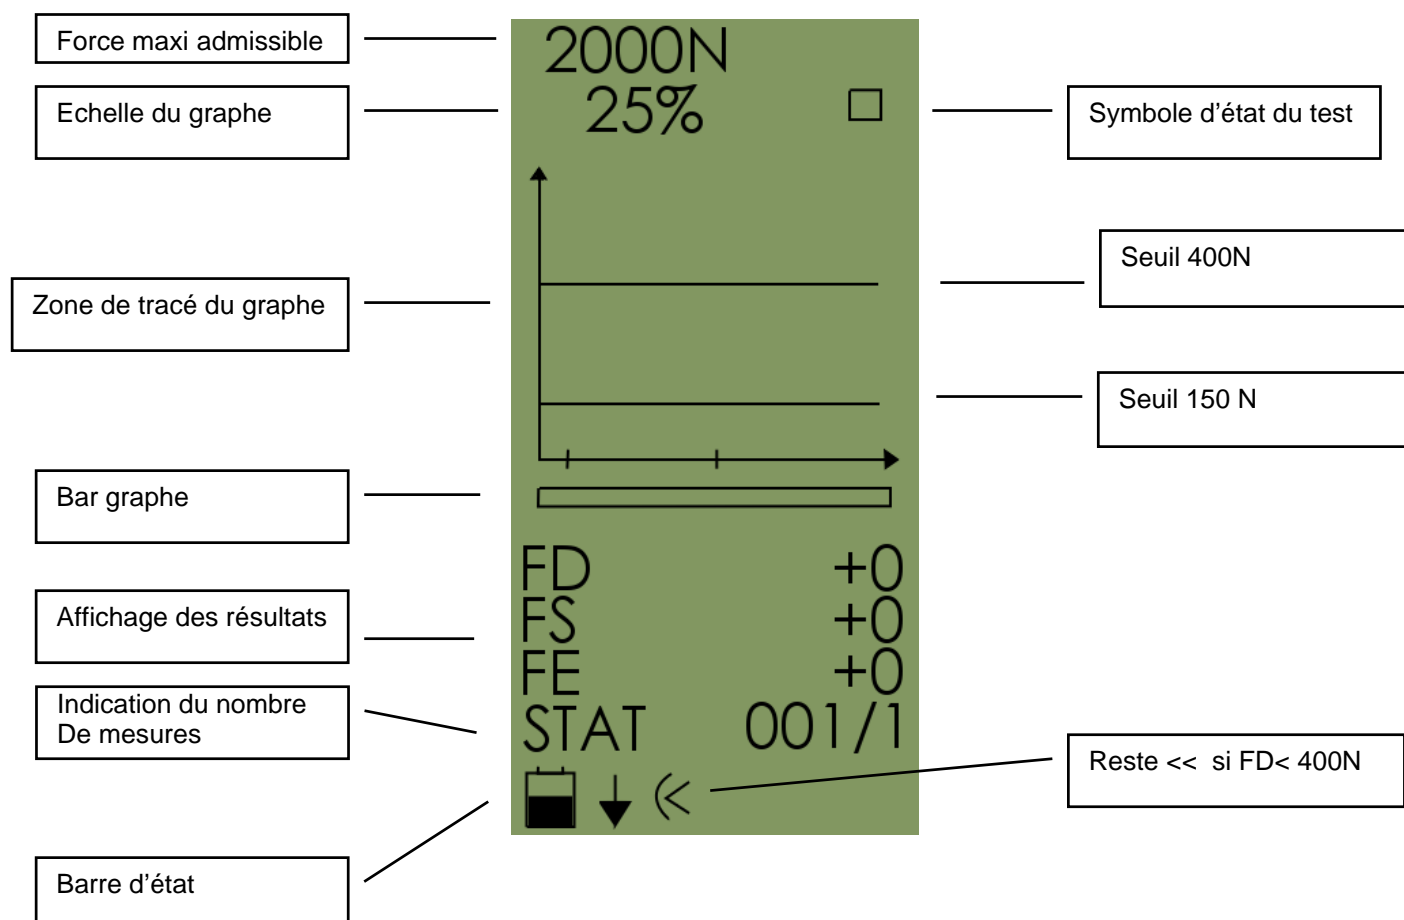 Force maxi admissible
2000N
Echelle du graphe
25%
Symbole d'état du test
Seuil 400N
Zone de tracé du graphe
Seuil 150 N
Bar graphe
FD +0
Affichage des résultats
FS +0
FE +0
Indication du nombre
De mesures
STAT 001/1
Reste << si FD< 400N
Barre d'état